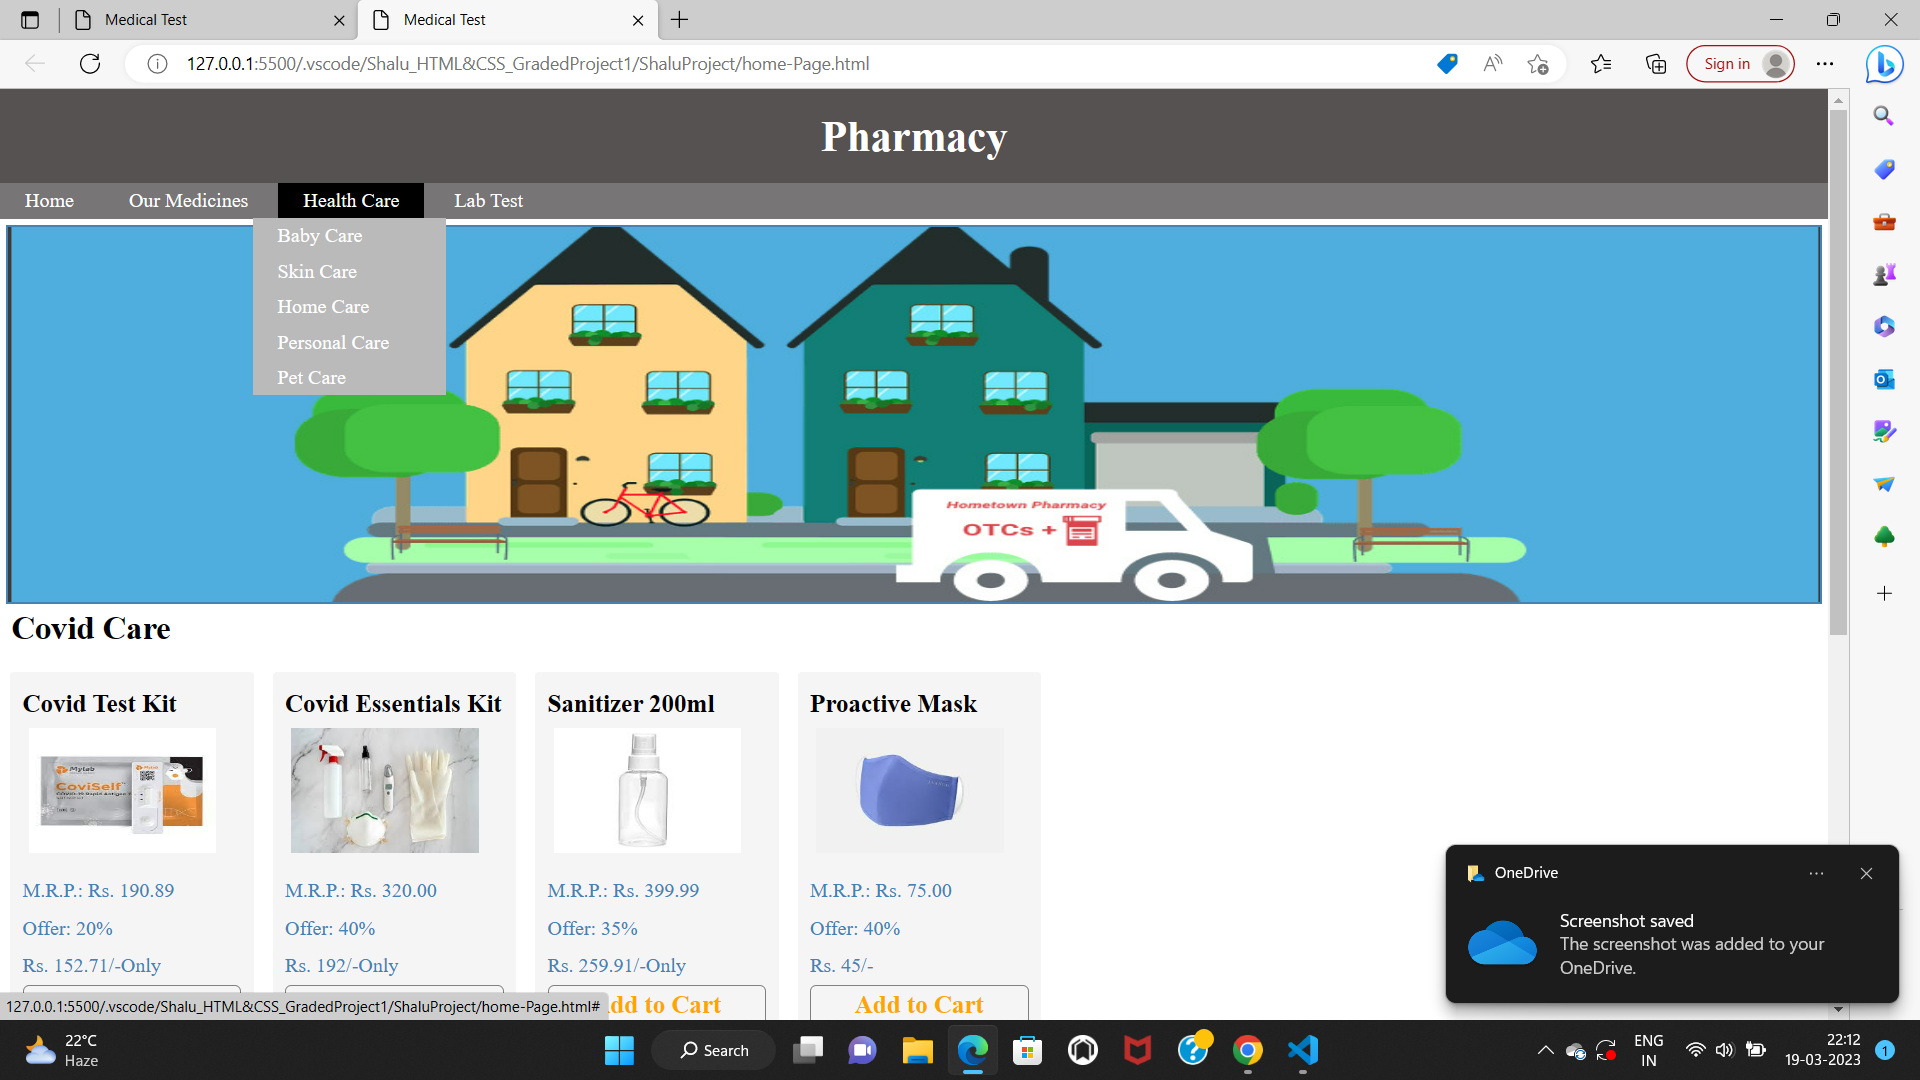 Medical Test
Medical Test
127.0.0.1:5500/.vscode/Shalu_HTML&CSS_GradedProject1/ShaluProject/home-Page.html
Sign in
Pharmacy
Home Our Medicines Health Care Lab Test
Baby Care
Skin Care
Home Care
Personal Care
Pet Care
Hometown Pharmacy
OTCs +
Covid Care
Covid Test Kit
Covid Essentials Kit
Sanitizer 200ml
Proactive Mask
Mylab
CoviSelf
M.R.P.: Rs. 190.89
M.R.P.: Rs. 320.00
M.R.P.: Rs. 399.99
M.R.P.: Rs. 75.00
Offer: 20%
Offer: 40%
Offer: 35%
Offer: 40%
Rs. 152.71/-Only
Rs. 192/-Only
Rs. 259.91/-Only
Rs. 45/-
dd to Cart
Add to Cart
127.0.0.1:5500/.vscode/Shalu_HTML&CSS_GradedProject1/ShaluProject/home-Page.html#
OneDrive
Screenshot saved
The screenshot was added to your
OneDrive.
22°C
Haze
Search
ENG
IN
22:12
19-03-2023
1